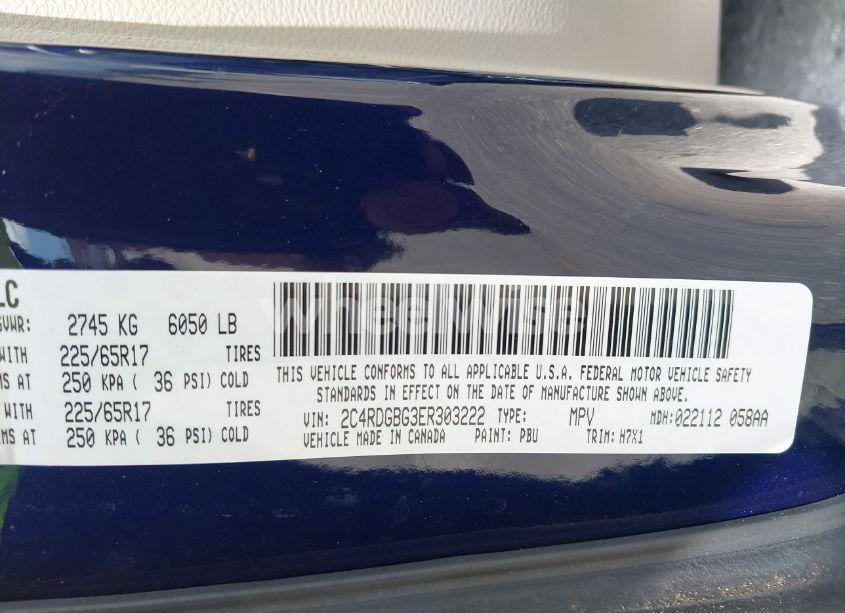 LC
GVWR: 2745 KG 6050 LB
WITH 225/65R17 TIRES
MS AT 250 KPA ( 36 PSI) COLD
WITH 225/65R17 TIRES
MS AT 250 KPA ( 36 PSI) COLD
wheelwise
THIS VEHICLE CONFORMS TO ALL APPLICABLE U.S.A. FEDERAL MOTOR VEHICLE SAFETY
STANDARDS IN EFFECT ON THE DATE OF MANUFACTURE SHOWN ABOVE.
VIN: 2C4RDGBG3ER303222 TYPE: MPV MDH:022112 058AA
VEHICLE MADE IN CANADA PAINT: PBU TRIM: H7X1